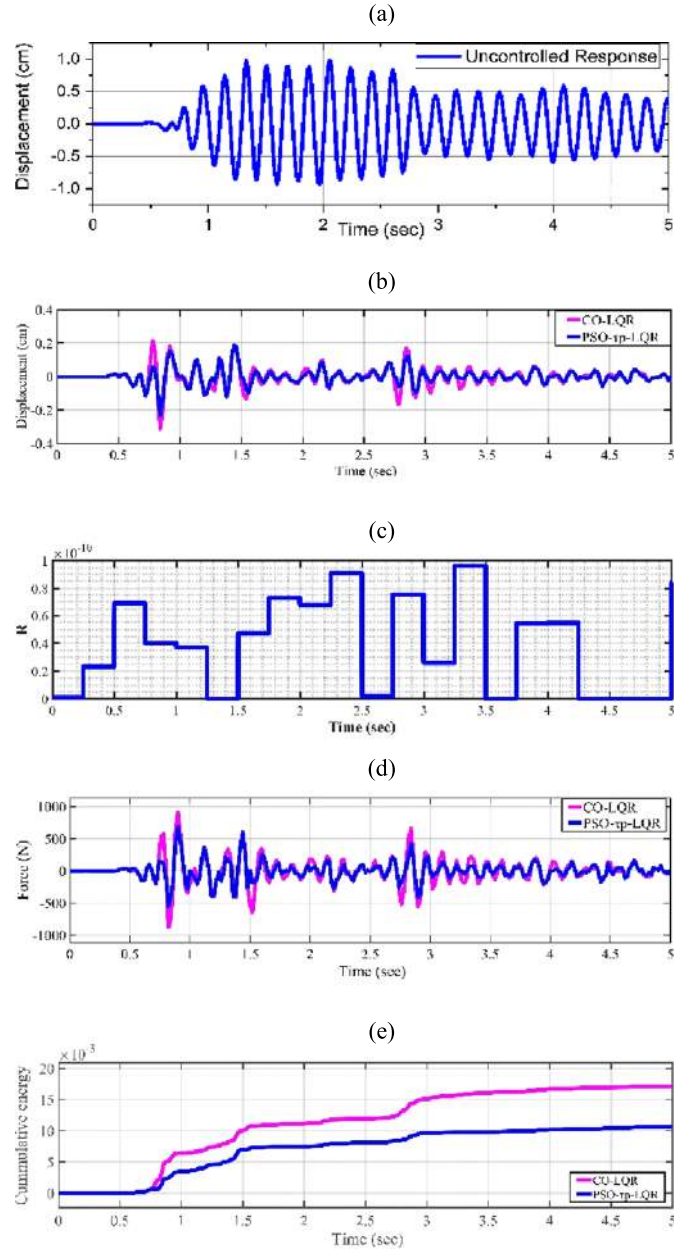 (a)
Uncontrolled Response
Displacement (cm)
1.0
0.5
0.0
-0.5
-1.0
0 1 2 3 4 5
Time (sec)
(b)
CO-LQR
PSO-τp-LQR
Displacement (cm)
0.4
0.2
0
-0.2
-0.4
0 0.5 1 1.5 2 2.5 3 3.5 4 4.5 5
Time (sec)
(c)
×10⁻¹⁰
R
1
0.8
0.6
0.4
0.2
0
0 0.5 1 1.5 2 2.5 3 3.5 4 4.5 5
Time (sec)
(d)
CO-LQR
PSO-τp-LQR
Force (N)
1000
500
0
-500
-1000
0 0.5 1 1.5 2 2.5 3 3.5 4 4.5 5
Time (sec)
(e)
×10⁻³
Cummulative energy
20
15
10
5
0
CO-LQR
PSO-τp-LQR
0 0.5 1 1.5 2 2.5 3 3.5 4 4.5 5
Time (sec)